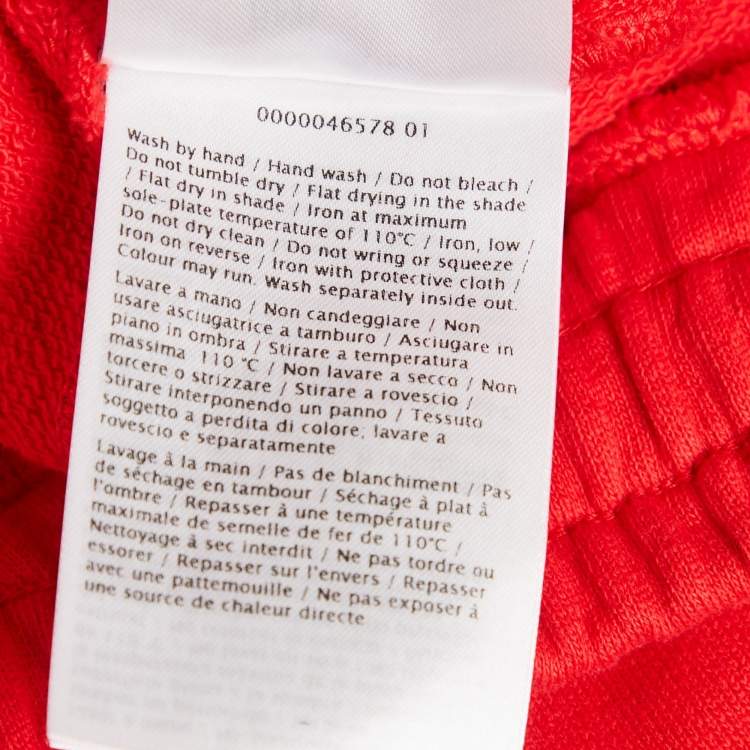 0000046578 01
Wash by hand / Hand wash / Do not bleach /
Do not tumble dry / Flat drying in the shade
/ Flat dry in shade / Iron at maximum
sole-plate temperature of 110°C / Iron, low /
Do not dry clean / Do not wring or squeeze /
Iron on reverse / Iron with protective cloth /
Colour may run. Wash separately inside out.
Lavare a mano / Non candeggiare / Non
usare asciugatrice a tamburo / Asciugare in
piano in ombra / Stirare a temperatura
massima 110 °C / Non lavare a secco / Non
torcere o strizzare / Stirare a rovescio /
Stirare interponendo un panno / Tessuto
soggetto a perdita di colore; lavare a
rovescio e separatamente
Lavage à la main / Pas de blanchiment / Pas
de séchage en tambour / Séchage à plat à
l'ombre / Repasser à une température
maximale de semelle de fer de 110°C /
Nettoyage à sec interdit / Ne pas tordre ou
essorer / Repasser sur l'envers / Repasser
avec une pattemouille / Ne pas exposer à
une source de chaleur directe